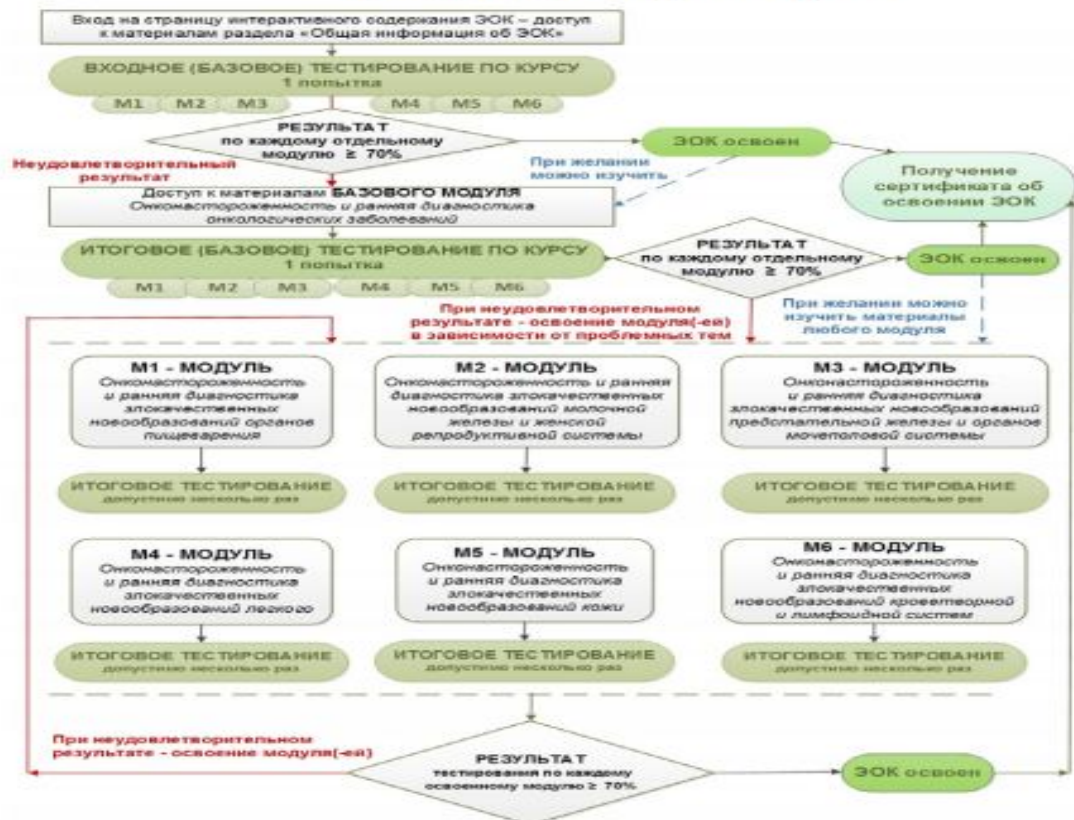 Вход на страницу интерактивного содержания ЭОК – доступ
к материалам раздела «Общая информация об ЭОК»
ВХОДНОЕ (БАЗОВОЕ) ТЕСТИРОВАНИЕ ПО КУРСУ
1 попытка
М1 М2 М3 М4 М5 М6
РЕЗУЛЬТАТ
по каждому отдельному
модулю ≥ 70%
ЭОК освоен
Неудовлетворительный
результат
При желании
можно изучить
Получение
сертификата об
освоении ЭОК
Доступ к материалам БАЗОВОГО МОДУЛЯ
Онконастороженность и ранняя диагностика
онкологических заболеваний
ИТОГОВОЕ (БАЗОВОЕ) ТЕСТИРОВАНИЕ ПО КУРСУ
1 попытка
М1 М2 М3 М4 М5 М6
РЕЗУЛЬТАТ
по каждому отдельному
модулю ≥ 70%
ЭОК освоен
При неудовлетворительном
результате - освоение модуля(-ей)
в зависимости от проблемных тем
При желании можно
изучить материалы
любого модуля
М1 - МОДУЛЬ
Онконастороженность
и ранняя диагностика
злокачественных
новообразований органов
пищеварения
ИТОГОВОЕ ТЕСТИРОВАНИЕ
допустимо несколько раз
М2 - МОДУЛЬ
Онконастороженность и ранняя
диагностика злокачественных
новообразований молочной
железы и женской
репродуктивной системы
ИТОГОВОЕ ТЕСТИРОВАНИЕ
допустимо несколько раз
М3 - МОДУЛЬ
Онконастороженность
и ранняя диагностика
злокачественных новообразований
предстательной железы и органов
мочеполовой системы
ИТОГОВОЕ ТЕСТИРОВАНИЕ
допустимо несколько раз
М4 - МОДУЛЬ
Онконастороженность
и ранняя диагностика
злокачественных
новообразований легкого
ИТОГОВОЕ ТЕСТИРОВАНИЕ
допустимо несколько раз
М5 - МОДУЛЬ
Онконастороженность
и ранняя диагностика
злокачественных
новообразований кожи
ИТОГОВОЕ ТЕСТИРОВАНИЕ
допустимо несколько раз
М6 - МОДУЛЬ
Онконастороженность
и ранняя диагностика
злокачественных
новообразований кроветворной
и лимфоидной систем
ИТОГОВОЕ ТЕСТИРОВАНИЕ
допустимо несколько раз
При неудовлетворительном
результате - освоение модуля(-ей)
РЕЗУЛЬТАТ
тестирования по каждому
освоенному модулю ≥ 70%
ЭОК освоен